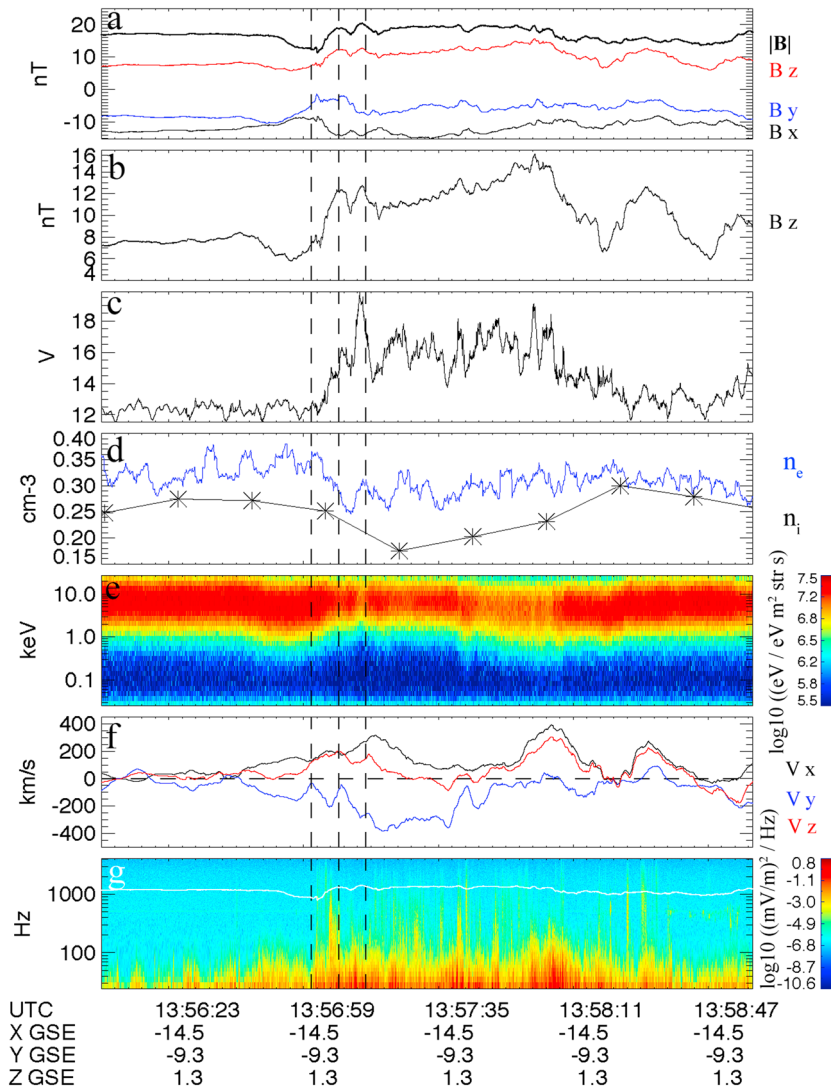 a
20
10
0
-10
nT
|B|
B z
B y
B x
b
16
14
12
10
8
6
4
nT
B z
c
18
16
14
12
V
d
0.40
0.35
0.30
0.25
0.20
0.15
cm-3
n e
n i
e
10.0
1.0
0.1
keV
7.5
7.2
6.8
6.5
6.2
5.8
5.5
log10 ((eV / eV m² str s)
f
400
200
0
-200
-400
km/s
V x
V y
V z
g
1000
100
Hz
0.8
-1.1
-3.0
-4.9
-6.8
-8.7
-10.6
log10 ((mV/m)² / Hz)
UTC 13:56:23 13:56:59 13:57:35 13:58:11 13:58:47
X GSE -14.5 -14.5 -14.5 -14.5 -14.5
Y GSE -9.3 -9.3 -9.3 -9.3 -9.3
Z GSE 1.3 1.3 1.3 1.3 1.3